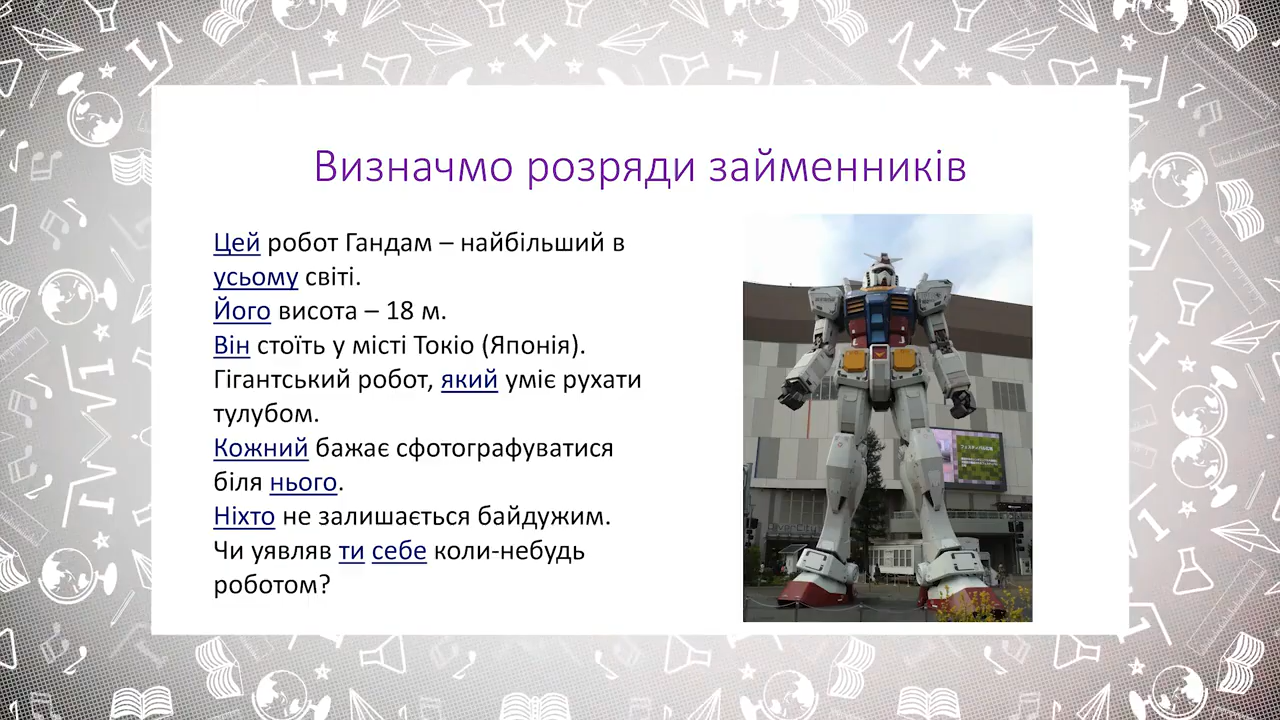 Визначмо розряди займенників
Цей робот Гандам – найбільший в
усьому світі.
Його висота – 18 м.
Він стоїть у місті Токіо (Японія).
Гігантський робот, який уміє рухати
тулубом.
Кожний бажає сфотографуватися
біля нього.
Ніхто не залишається байдужим.
Чи уявляв ти себе коли-небудь
роботом?
DiverCity